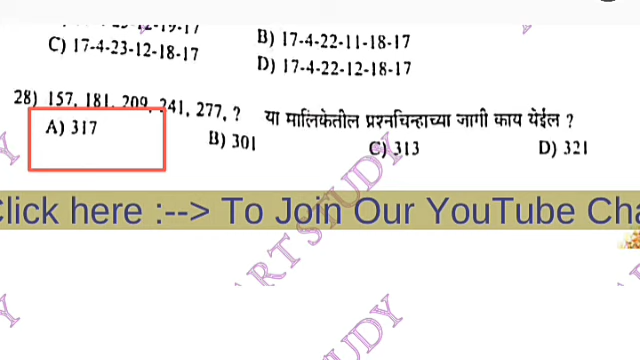 C) 17-4-23-12-18-17
B) 17-4-22-11-18-17
D) 17-4-22-12-18-17
28) 157, 181, 209, 241, 277, ? या मालिकेतील प्रश्नचिन्हाच्या जागी काय येईल ?
A) 317 B) 301 C) 313 D) 321
Click here :--> To Join Our YouTube Cha
ART STUDY